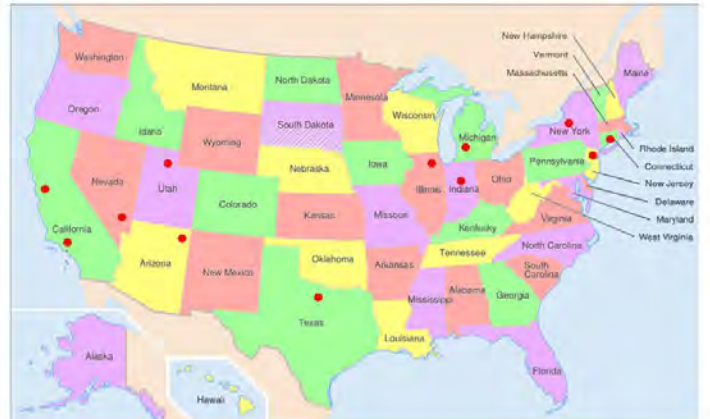 New Hampshire
Vermont
Massachusetts
Washington
Montana
North Dakota
Minnesota
Maine
Oregon
Idaho
Wyoming
South Dakota
Wisconsin
Michigan
New York
Rhode Island
Connecticut
New Jersey
Delaware
Maryland
West Virginia
Nevada
Utah
Colorado
Nebraska
Iowa
Illinois
Indiana
Ohio
Pennsylvania
California
Arizona
New Mexico
Kansas
Missouri
Kentucky
Virginia
Oklahoma
Arkansas
Tennessee
North Carolina
South
Carolina
Texas
Louisiana
Mississippi
Alabama
Georgia
Florida
Alaska
Hawaii